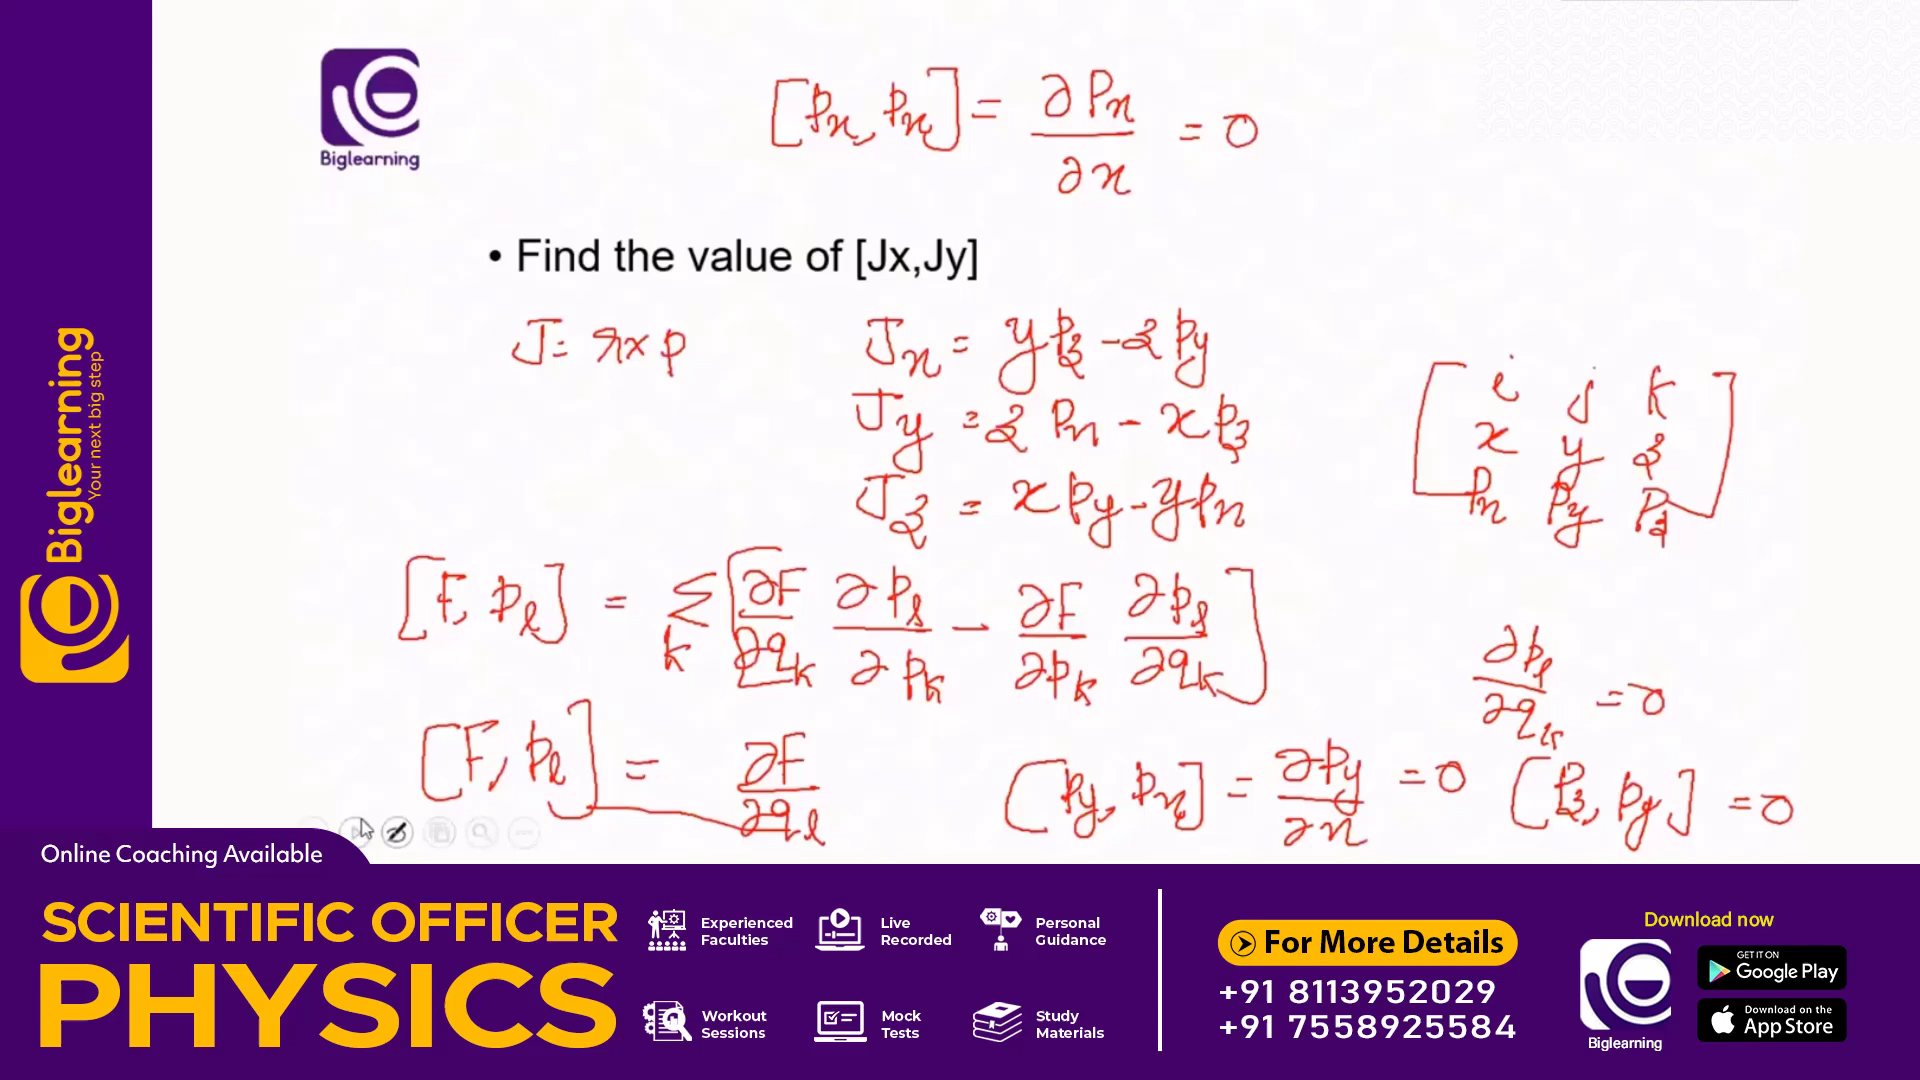 Biglearning
[Px, Px] = ∂Px / ∂x = 0
• Find the value of [Jx,Jy]
J = r x p
Jx = y Pz - z Py
Jy = z Px - x Pz
Jz = x Py - y Px
i j k
x y z
Px Py Pz
[F, Pl] = Σk [∂F/∂qk ∂Pl/∂Pk - ∂F/∂Pk ∂Pl/∂qk]
∂Pl/∂qk = 0
[F, Pl] = ∂F/∂ql
[Py, Px] = ∂Py/∂x = 0
[Pz, Py] = 0
Biglearning
Your next big step
Online Coaching Available
SCIENTIFIC OFFICER
PHYSICS
Experienced
Faculties
Live
Recorded
Personal
Guidance
Workout
Sessions
Mock
Tests
Study
Materials
For More Details
+91 8113952029
+91 7558925584
Download now
Biglearning
GET IT ON
Google Play
Download on the
App Store